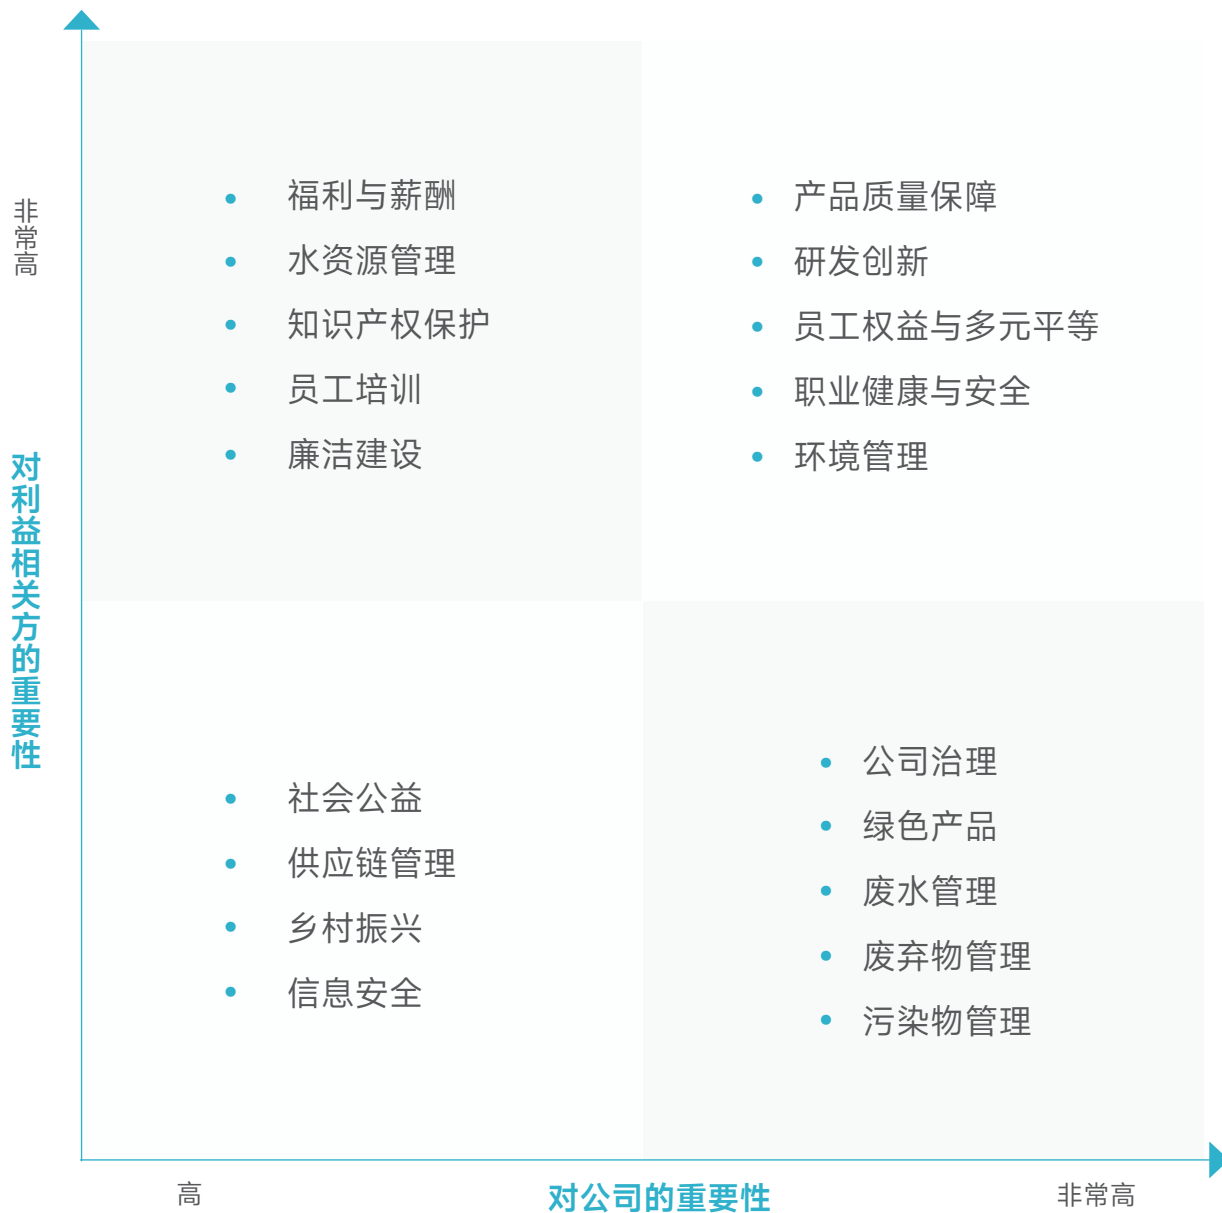 非常高
对利益相关方的重要性
福利与薪酬
水资源管理
知识产权保护
员工培训
廉洁建设
产品质量保障
研发创新
员工权益与多元平等
职业健康与安全
环境管理
社会公益
供应链管理
乡村振兴
信息安全
公司治理
绿色产品
废水管理
废弃物管理
污染物管理
高
对公司的重要性
非常高